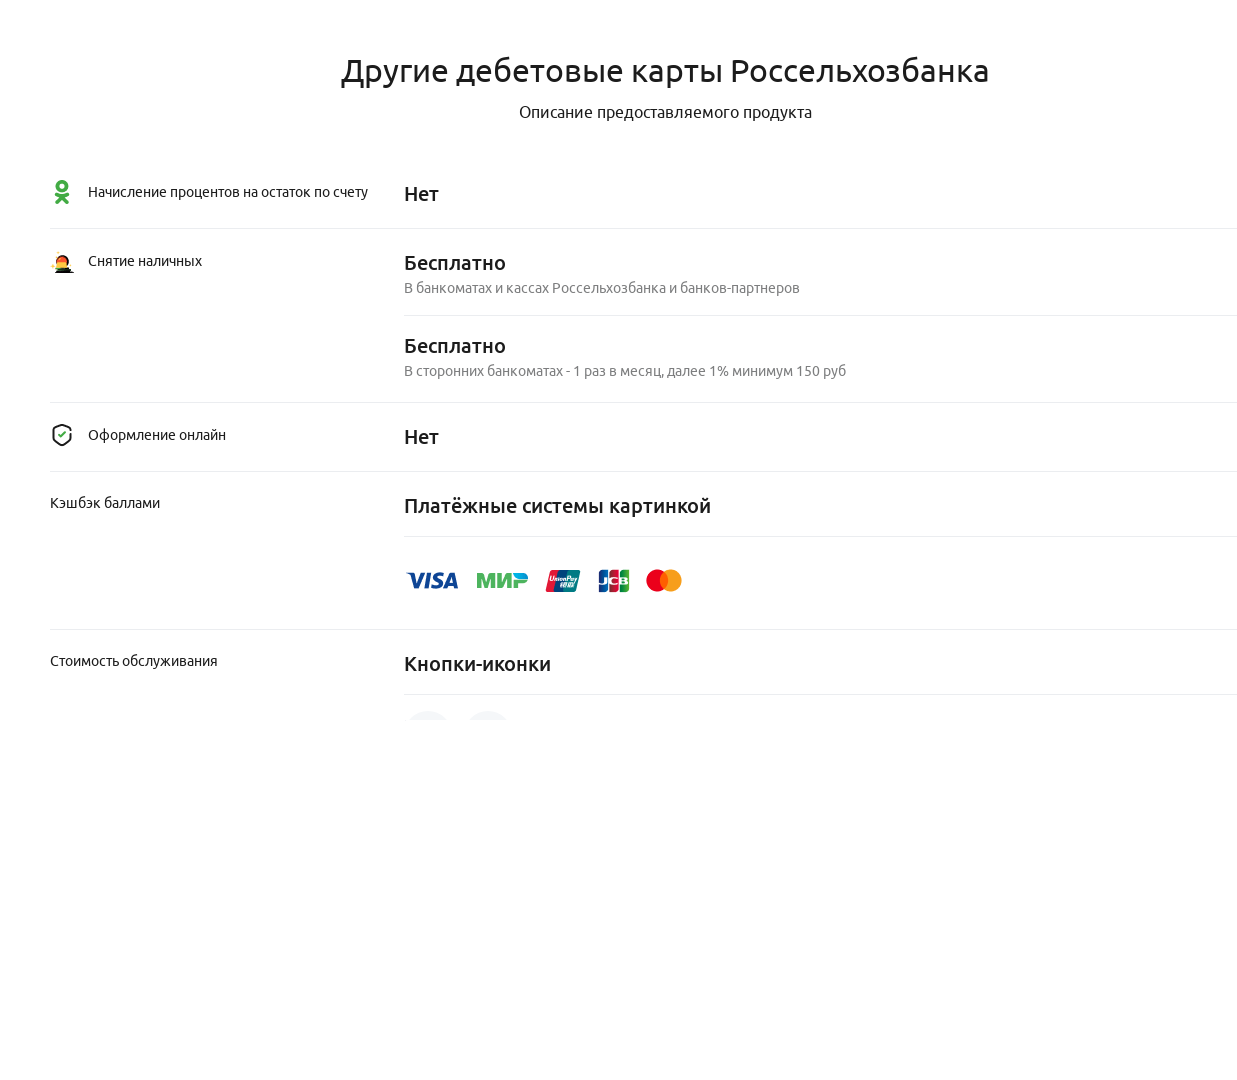 Другие дебетовые карты Россельхозбанка
Описание предоставляемого продукта
Начисление процентов на остаток по счету
Нет
Снятие наличных
Бесплатно
В банкоматах и кассах Россельхозбанка и банков-партнеров
Бесплатно
В сторонних банкоматах - 1 раз в месяц, далее 1% минимум 150 руб
Оформление онлайн
Нет
Кэшбэк баллами
Платёжные системы картинкой
VISA МИР UnionPay 银联 JCB
Стоимость обслуживания
Кнопки-иконки